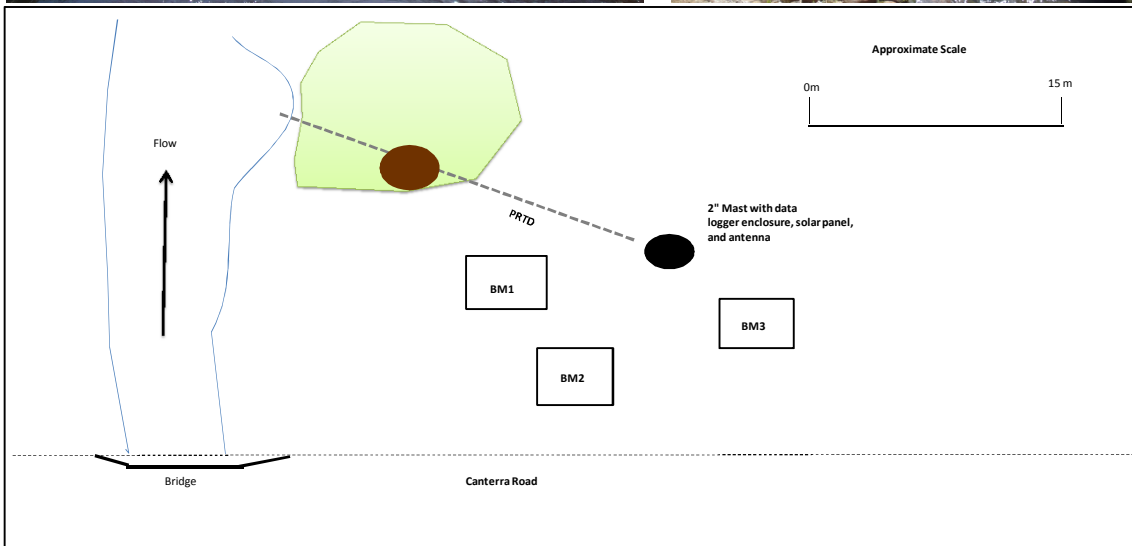 Approximate Scale
0m
15 m
Flow
2" Mast with data
logger enclosure, solar panel,
and antenna
PRTD
BM1
BM3
BM2
Bridge
Canterra Road